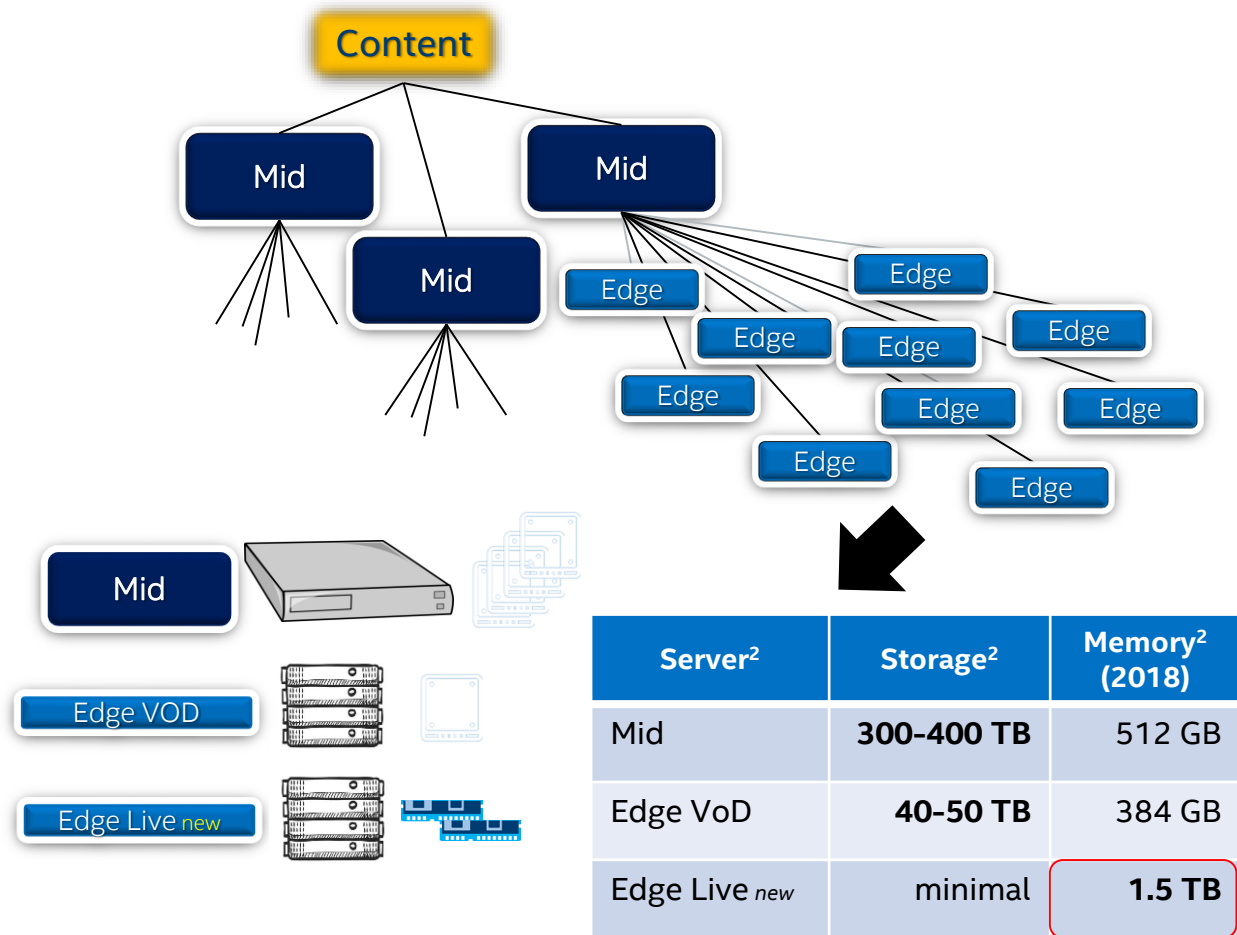 Content
Mid
Mid
Mid
Edge
Edge
Edge
Edge
Edge
Edge
Edge
Edge
Edge
Edge
Mid
Edge VOD
Edge Live new
Server² Storage² Memory² (2018)
Mid 300-400 TB 512 GB
Edge VoD 40-50 TB 384 GB
Edge Live new minimal 1.5 TB